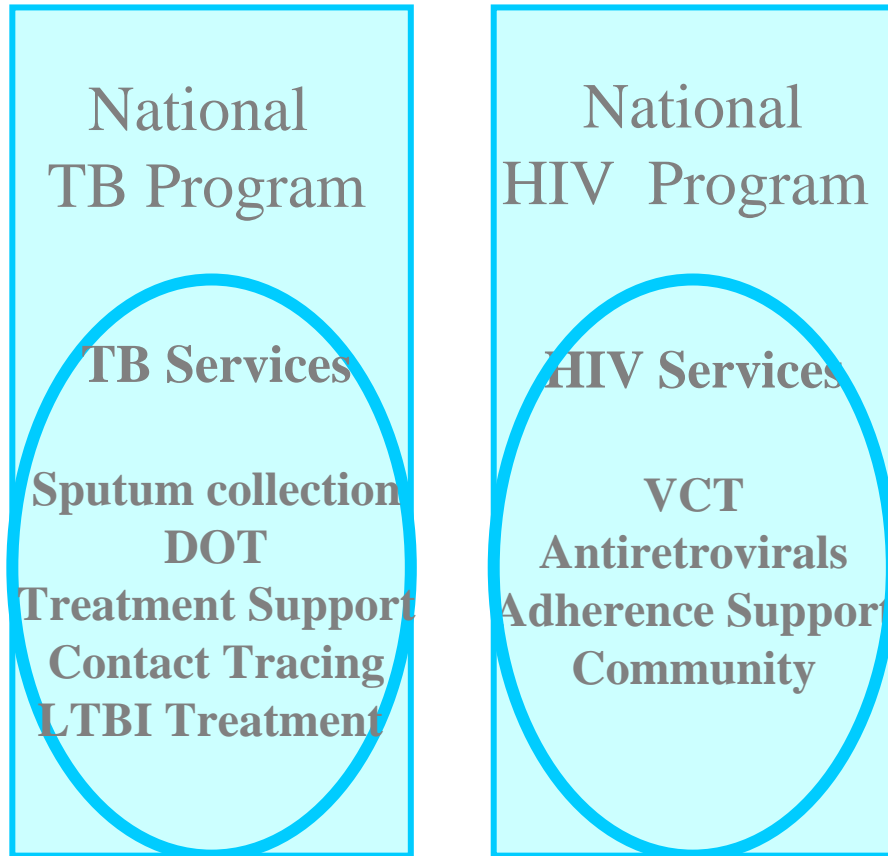 National
TB Program
TB Services
Sputum collection
DOT
Treatment Support
Contact Tracing
LTBI Treatment
National
HIV Program
HIV Services
VCT
Antiretrovirals
Adherence Support
Community